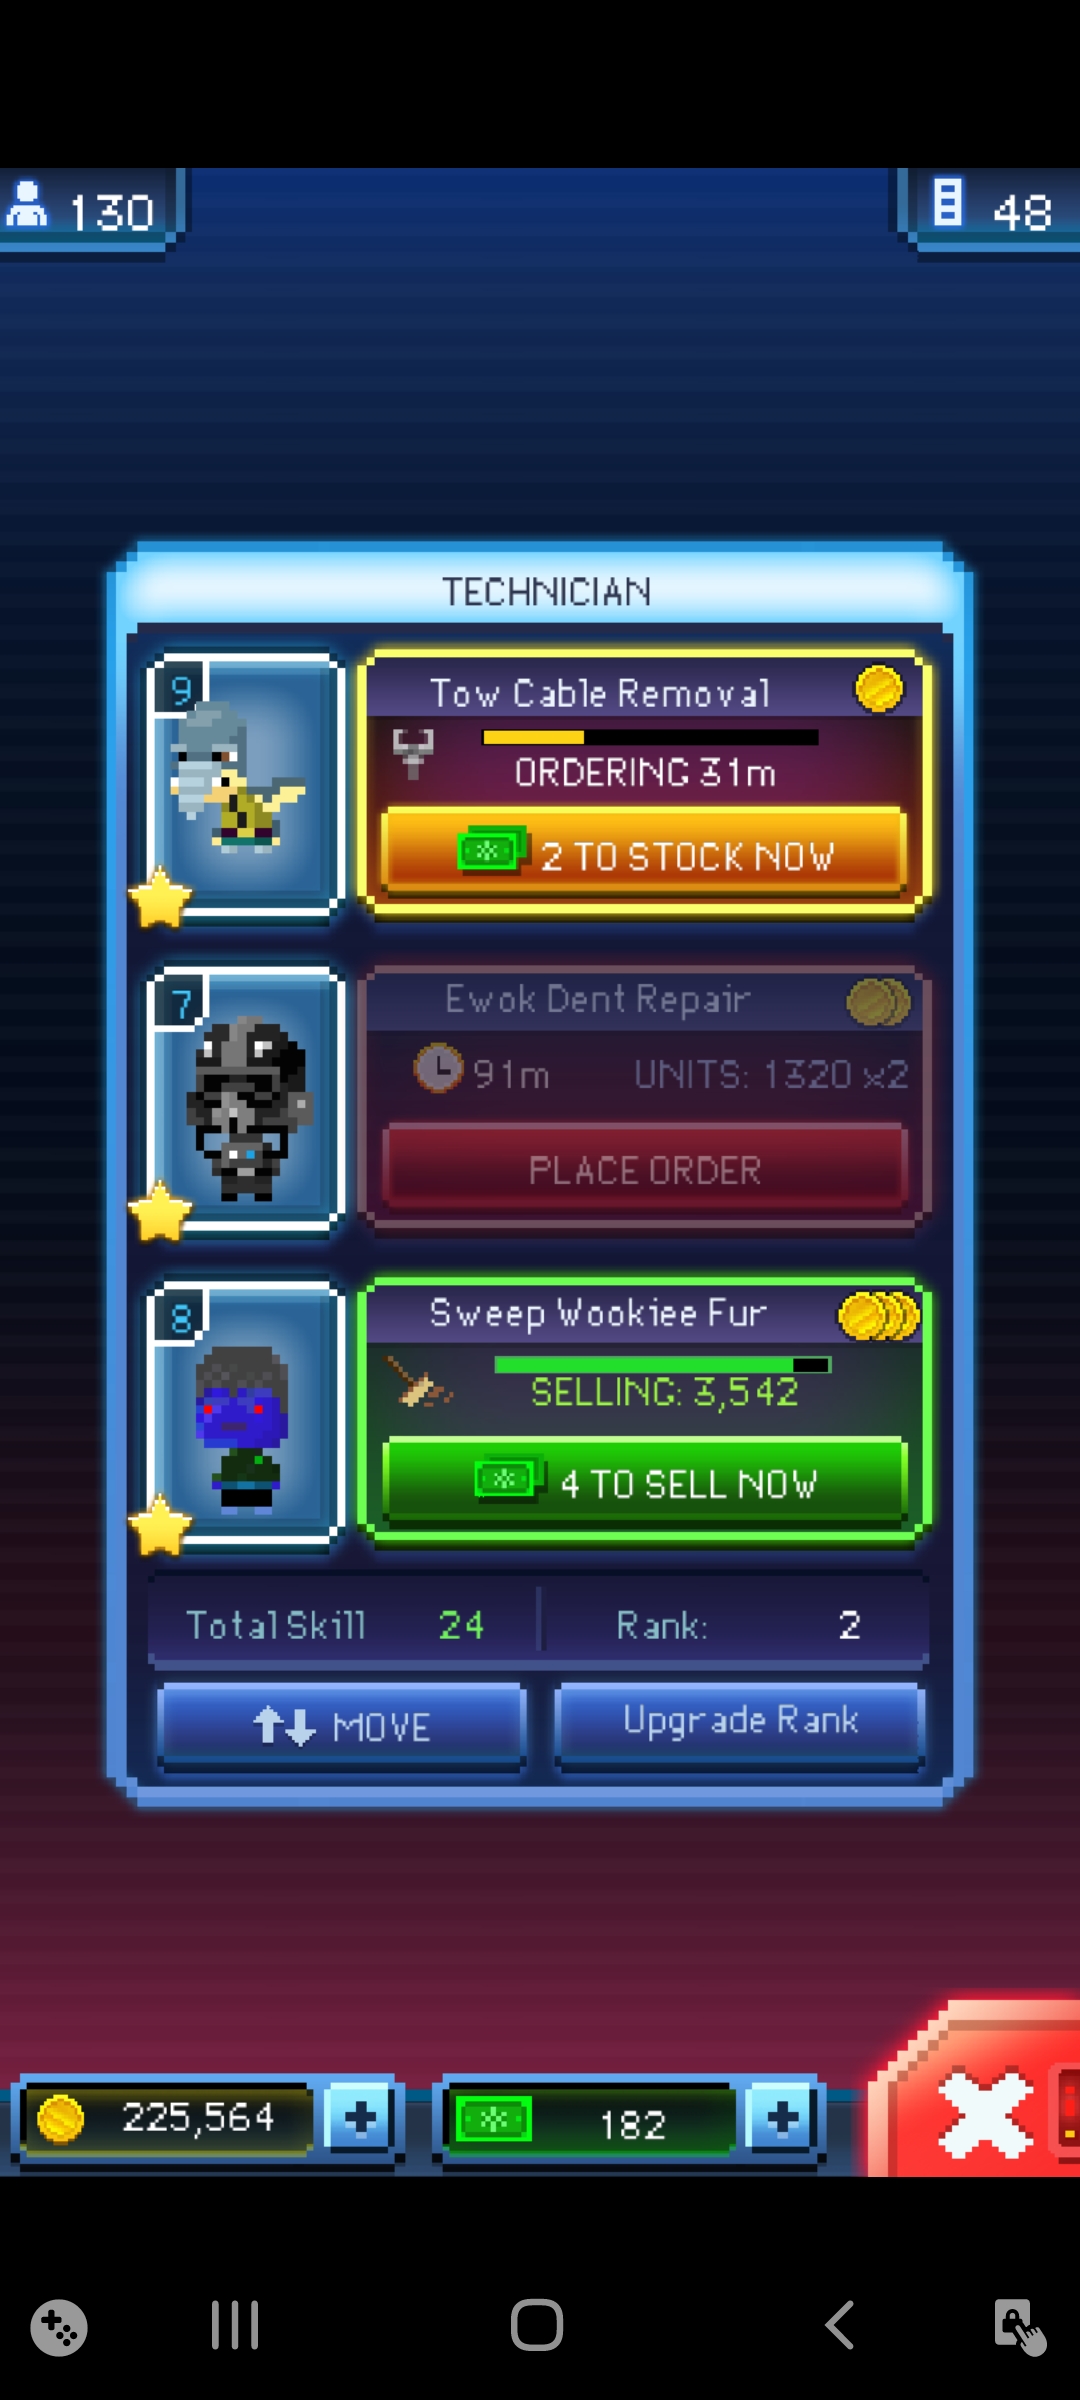 130
48
TECHNICIAN
9
Tow Cable Removal
ORDERING 31m
2 TO STOCK NOW
7
Ewok Dent Repair
91m UNITS: 1320 x2
PLACE ORDER
8
Sweep Wookiee Fur
SELLING: 3,542
4 TO SELL NOW
Total Skill 24 Rank: 2
MOVE Upgrade Rank
225,564 182